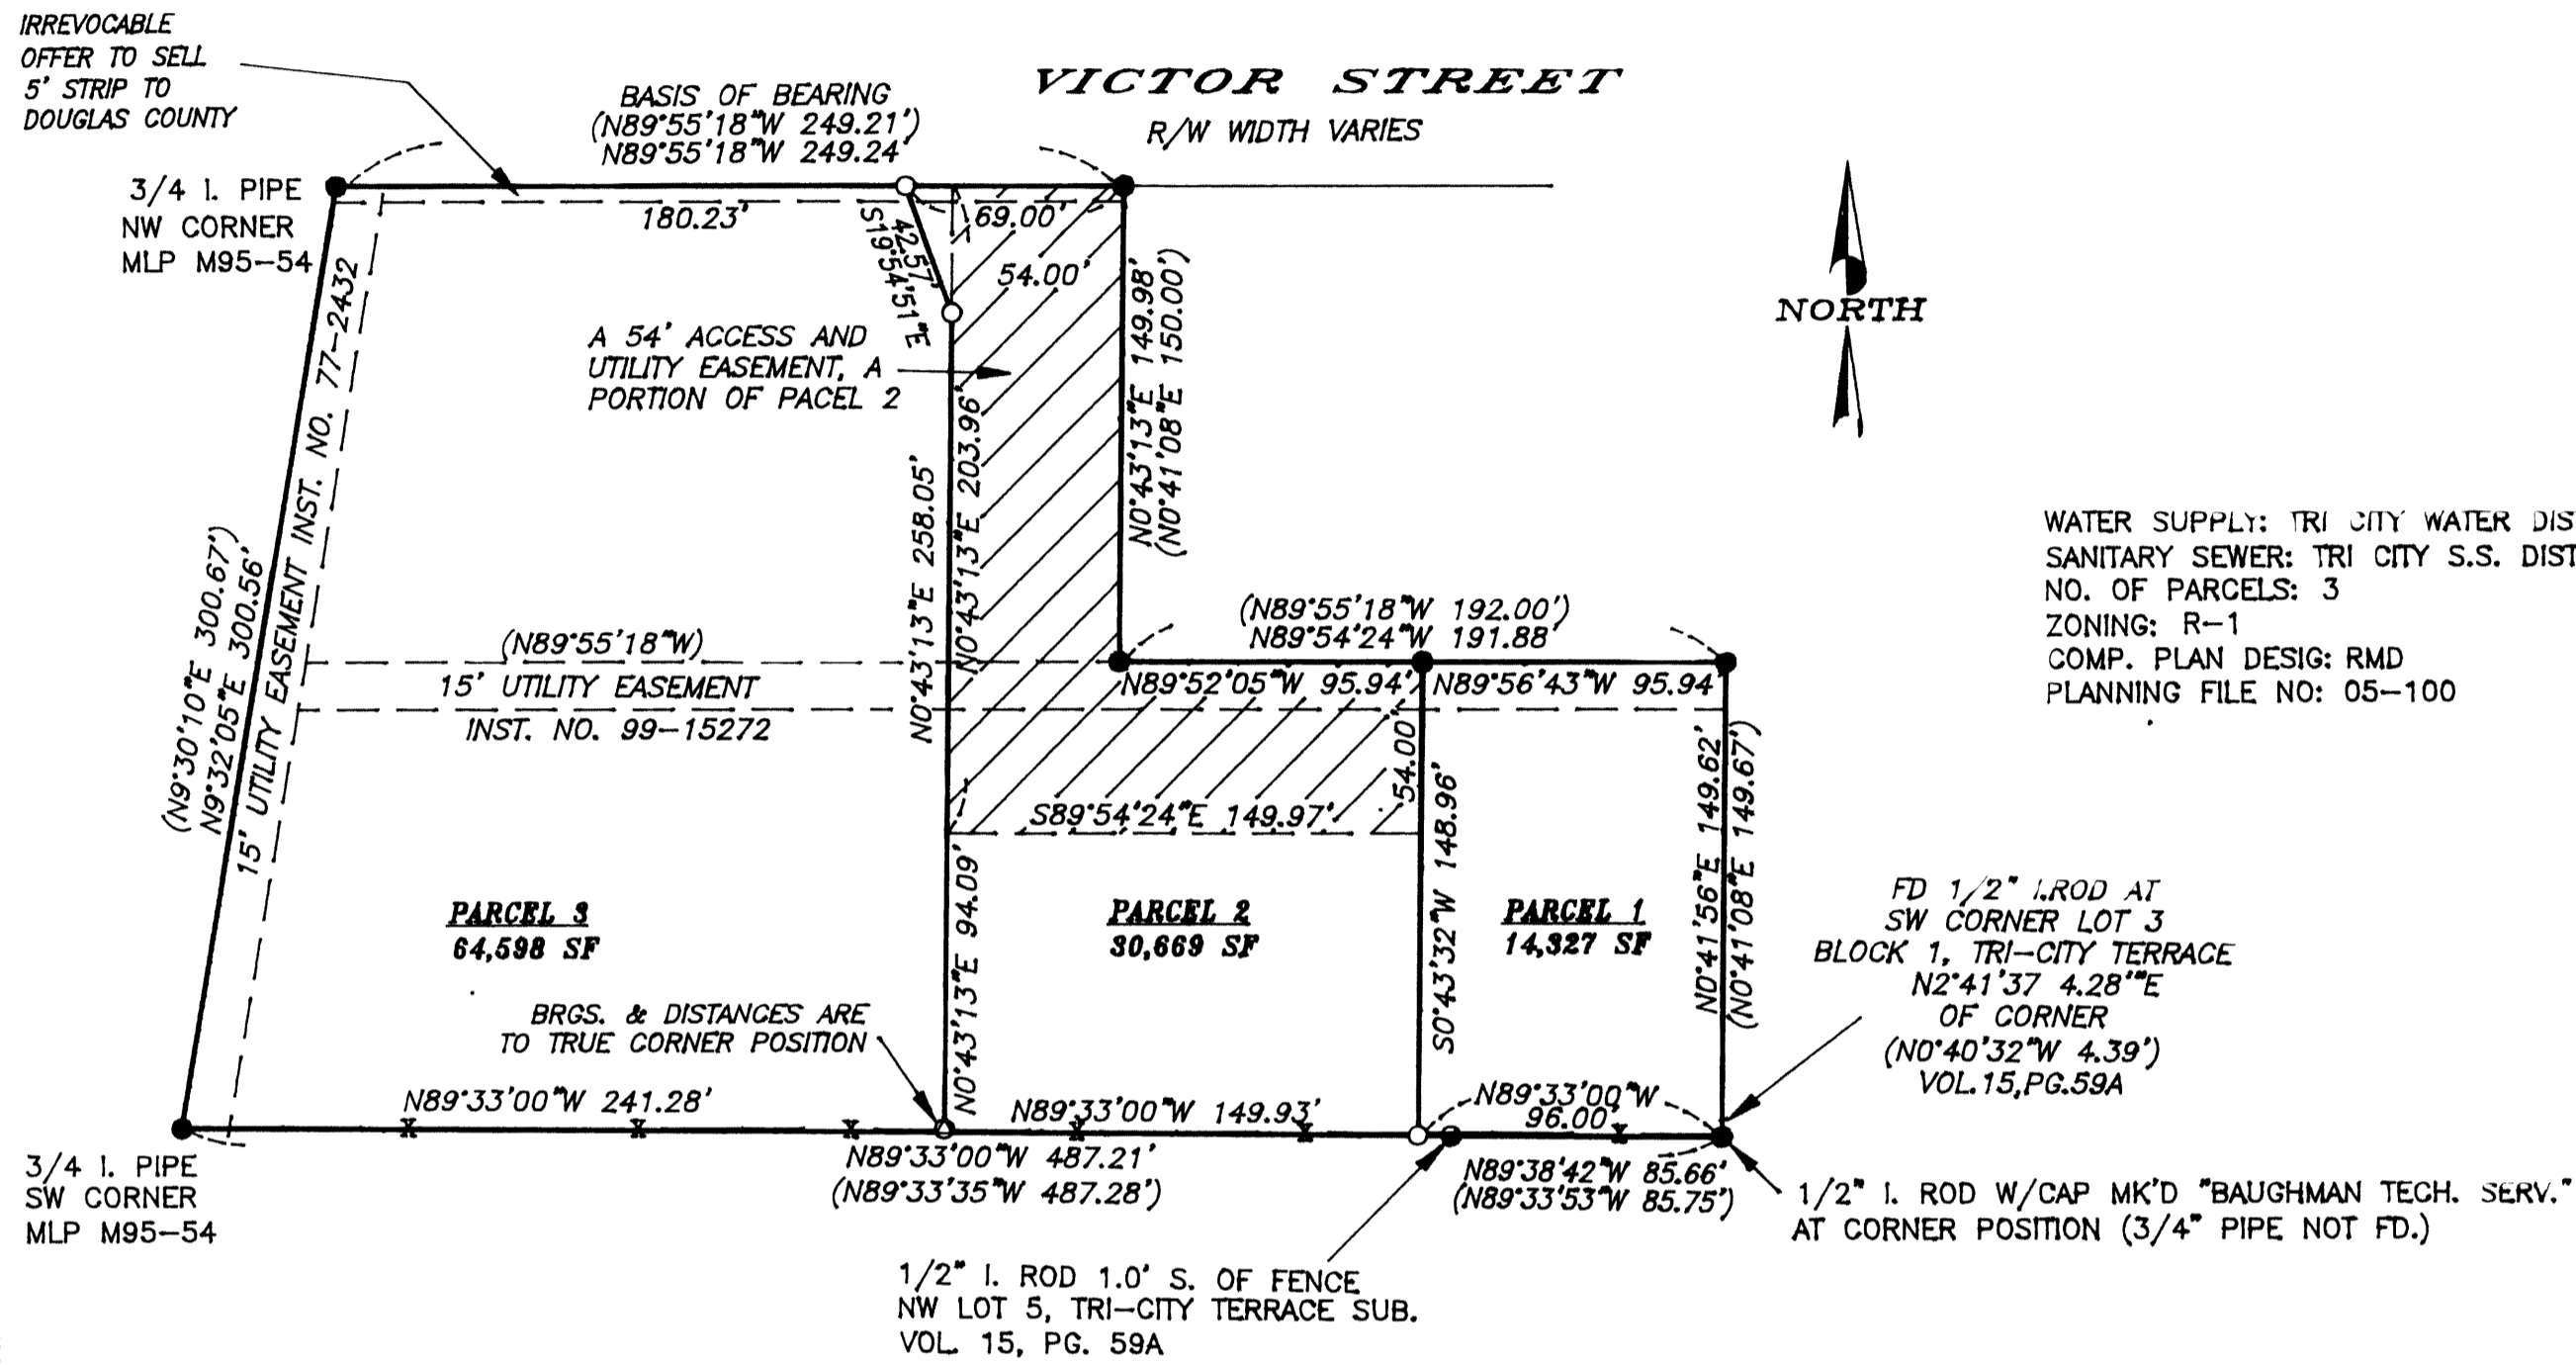 IRREVOCABLE
OFFER TO SELL
5' STRIP TO
DOUGLAS COUNTY
BASIS OF BEARING
(N89°55'18"W 249.21')
N89°55'18"W 249.24'
VICTOR STREET
R/W WIDTH VARIES
3/4 I. PIPE
NW CORNER
MLP M95-54
180.23'
69.00'
42.57'
S19°54'51"E
54.00'
A 54' ACCESS AND
UTILITY EASEMENT, A
PORTION OF PACEL 2
N0°43'13"E 149.98'
(N0°41'08"E 150.00')
NORTH
(N9°30'10"E 300.67')
N9°32'05"E 300.56'
15' UTILITY EASEMENT INST. NO. 77-2432
N0°43'13"E 258.05'
N0°43'13"E 203.96'
WATER SUPPLY: TRI CITY WATER DIS
SANITARY SEWER: TRI CITY S.S. DIST
NO. OF PARCELS: 3
ZONING: R-1
COMP. PLAN DESIG: RMD
PLANNING FILE NO: 05-100
(N89°55'18"W 192.00')
N89°54'24"W 191.88'
(N89°55'18"W)
15' UTILITY EASEMENT
INST. NO. 99-15272
N89°52'05"W 95.94'
N89°56'43"W 95.94'
54.00'
S89°54'24"E 149.97'
S0°43'32"W 148.96'
N0°41'56"E 149.62'
(N0°41'08"E 149.67')
PARCEL 3
64,598 SF
N0°43'13"E 94.09'
PARCEL 2
30,669 SF
PARCEL 1
14,327 SF
FD 1/2" I.ROD AT
SW CORNER LOT 3
BLOCK 1, TRI-CITY TERRACE
N2°41'37 4.28'"E
OF CORNER
(N0°40'32"W 4.39')
VOL.15,PG.59A
BRGS. & DISTANCES ARE
TO TRUE CORNER POSITION
N89°33'00"W 241.28'
N89°33'00"W 149.93'
N89°33'00"W
96.00'
N89°33'00"W 487.21'
(N89°33'35"W 487.28')
N89°38'42"W 85.66'
(N89°33'53"W 85.75')
3/4 I. PIPE
SW CORNER
MLP M95-54
1/2" I. ROD W/CAP MK'D "BAUGHMAN TECH. SERV."
AT CORNER POSITION (3/4" PIPE NOT FD.)
1/2" I. ROD 1.0' S. OF FENCE
NW LOT 5, TRI-CITY TERRACE SUB.
VOL. 15, PG. 59A